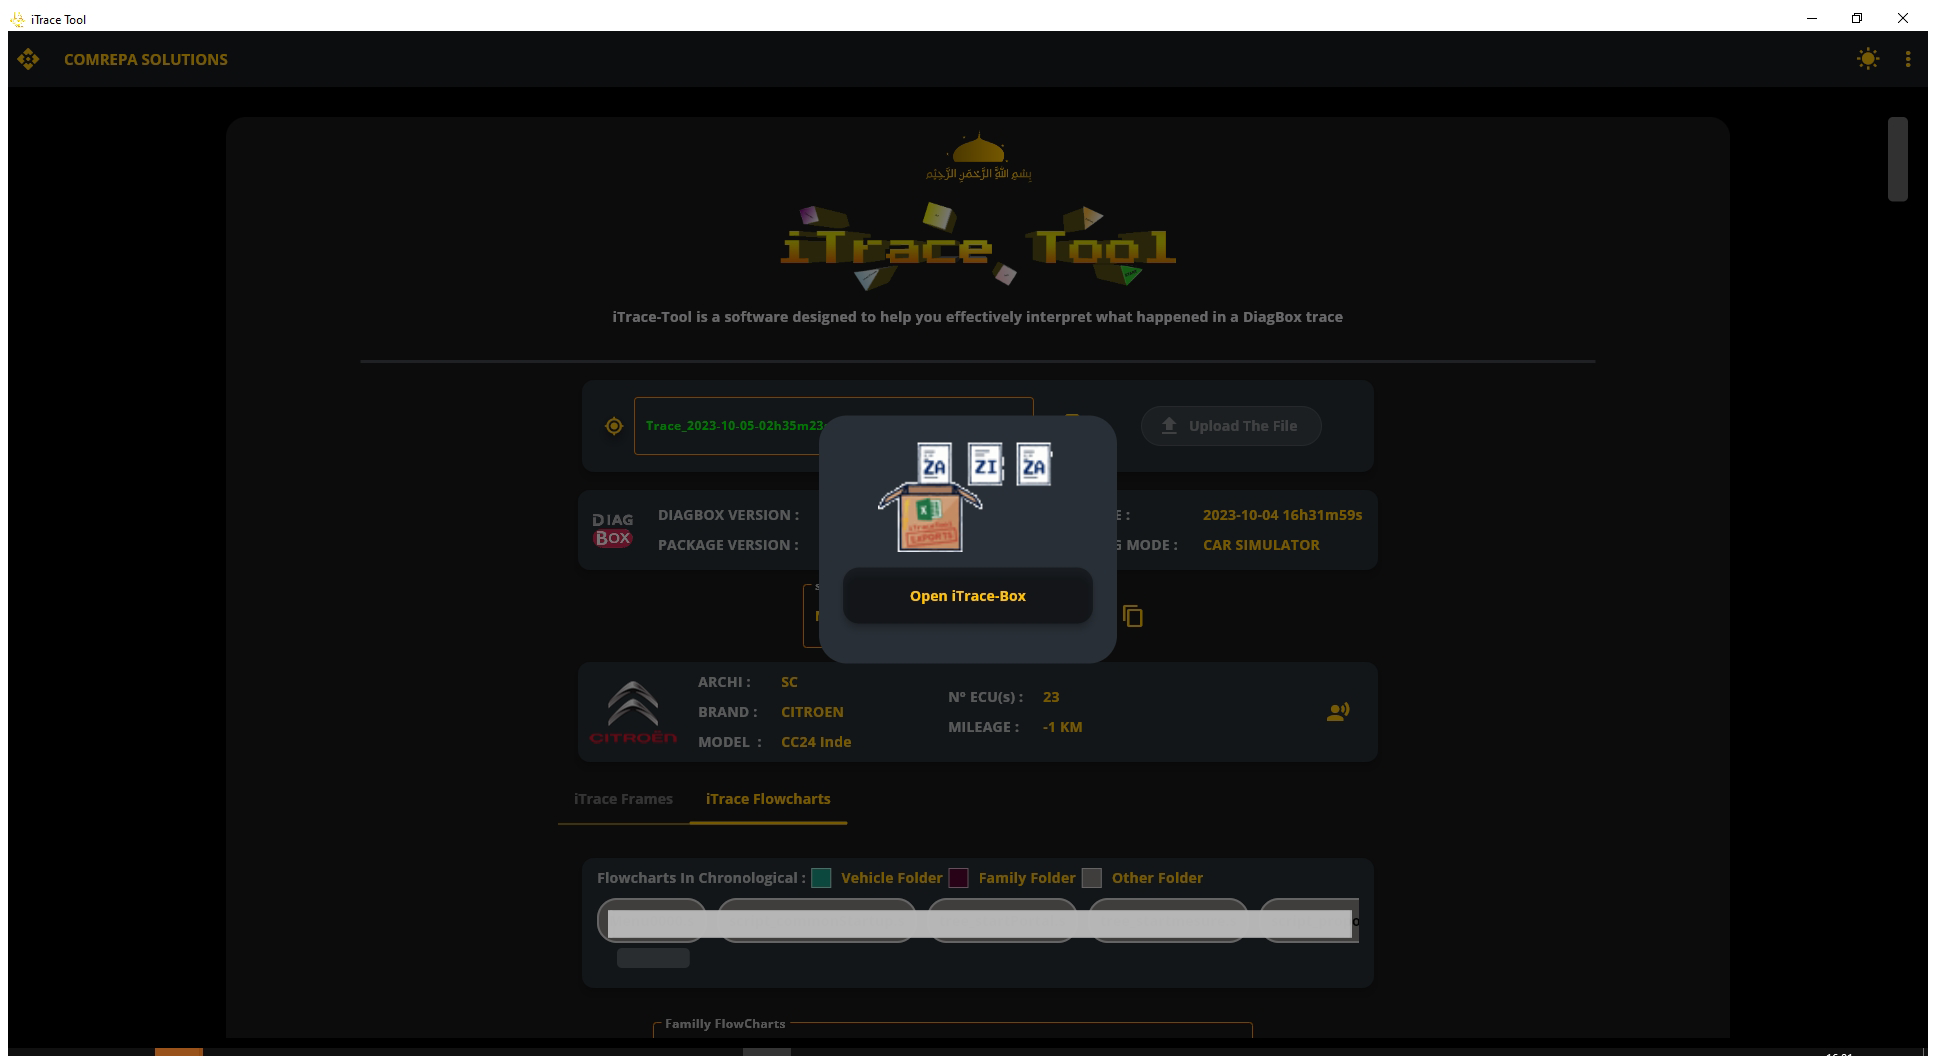 iTrace Tool
COMREPA SOLUTIONS
بِسْمِ اللَّهِ الرَّحْمَنِ الرَّحِيْمِ
iTrace Tool
iTrace-Tool is a software designed to help you effectively interpret what happened in a DiagBox trace
Trace_2023-10-05-02h35m23
Upload The File
ZA ZI ZA
EXPORTS
DIAG
BOX
DIAGBOX VERSION :
E : 2023-10-04 16h31m59s
PACKAGE VERSION :
MODE : CAR SIMULATOR
Open iTrace-Box
ARCHI : SC
BRAND : CITROEN
MODEL : CC24 Inde
N° ECU(s) : 23
MILEAGE : -1 KM
CITROËN
iTrace Frames
iTrace Flowcharts
Flowcharts In Chronological : Vehicle Folder Family Folder Other Folder
Familly FlowCharts